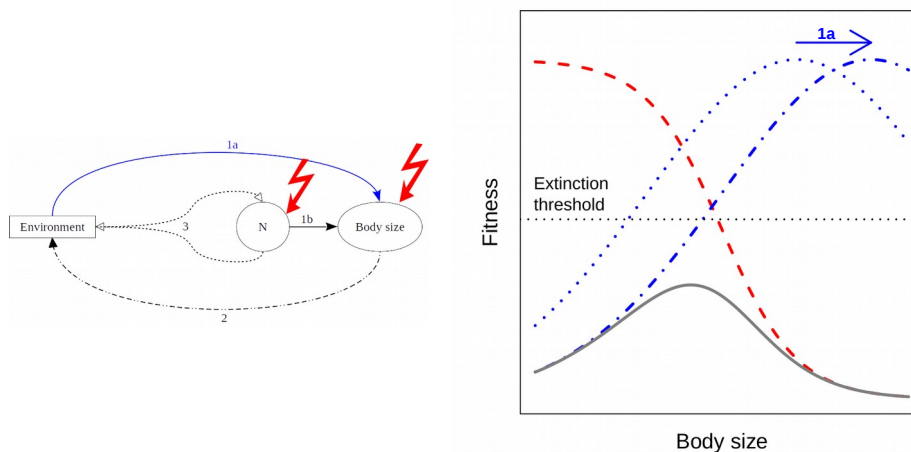 1a
Environment
3
N
1b
Body size
2
1a
Extinction
threshold
Fitness
Body size